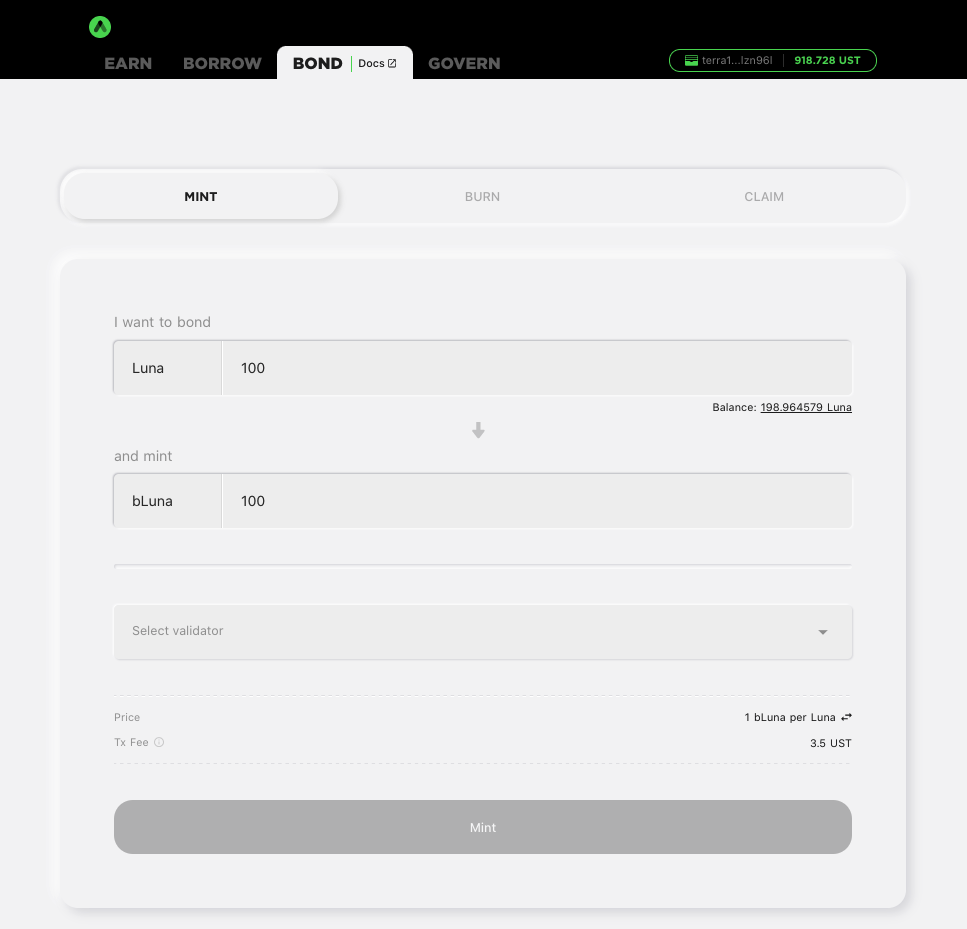 EARN BORROW BOND Docs GOVERN terra1...lzn96l 918.728 UST
MINT BURN CLAIM
I want to bond
Luna 100
Balance: 198.964579 Luna
and mint
bLuna 100
Select validator
Price 1 bLuna per Luna
Tx Fee 3.5 UST
Mint